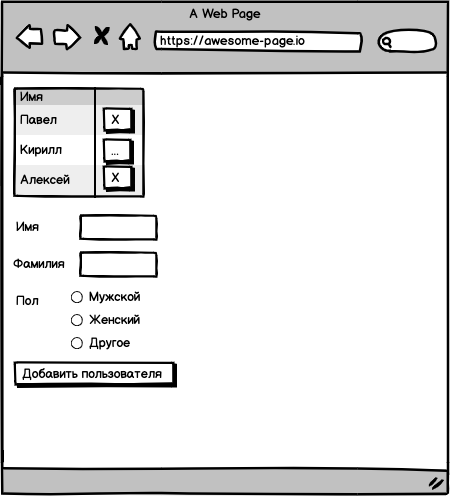 A Web Page
https://awesome-page.io
Имя
Павел X
Кирилл ...
Алексей X
Имя
Фамилия
Пол Мужской
Женский
Другое
Добавить пользователя